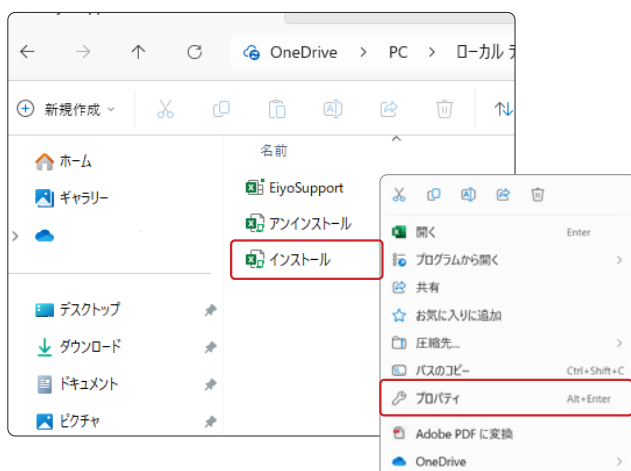 OneDrive > PC > ローカル
新規作成
名前
ホーム
ギャラリー
EiyoSupport
アンインストール
インストール
デスクトップ
ダウンロード
ドキュメント
ピクチャ
開く Enter
プログラムから開く
共有
お気に入りに追加
圧縮先...
パスのコピー Ctrl+Shift+C
プロパティ Alt+Enter
Adobe PDF に変換
OneDrive